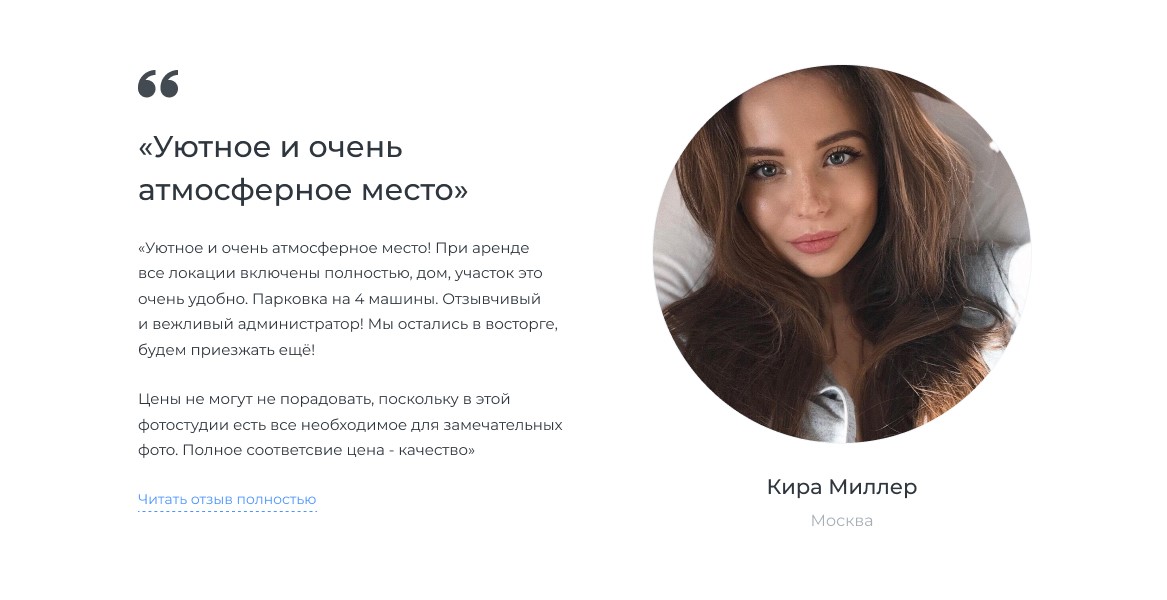 «Уютное и очень
атмосферное место»
«Уютное и очень атмосферное место! При аренде
все локации включены полностью, дом, участок это
очень удобно. Парковка на 4 машины. Отзывчивый
и вежливый администратор! Мы остались в восторге,
будем приезжать ещё!
Цены не могут не порадовать, поскольку в этой
фотостудии есть все необходимое для замечательных
фото. Полное соответсвие цена - качество»
Читать отзыв полностью
Кира Миллер
Москва